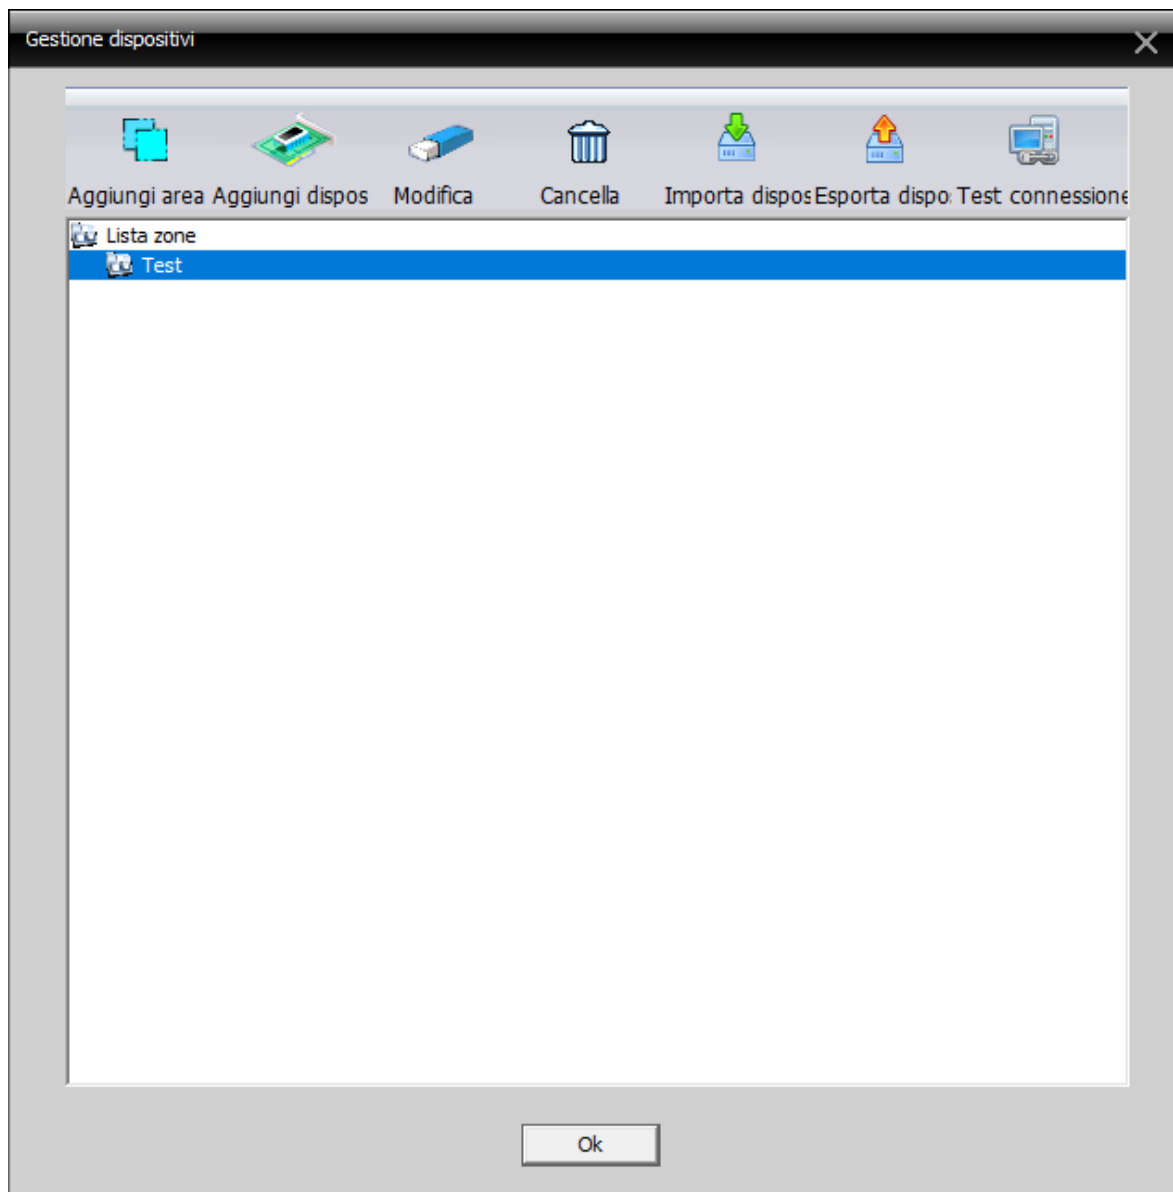 Gestione dispositivi
Aggiungi area Aggiungi dispos Modifica Cancella Importa dispos Esporta dispo Test connessione
Lista zone
Test
Ok